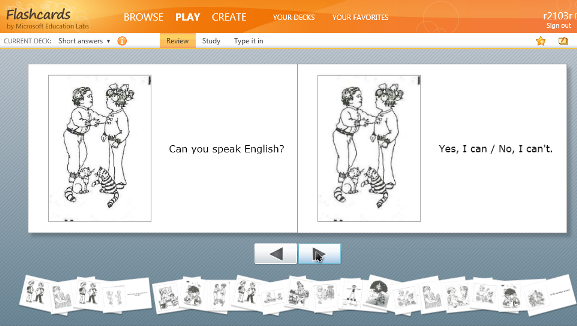 Flashcards
by Microsoft Education Labs
BROWSE PLAY CREATE YOUR DECKS YOUR FAVORITES
r2103r
Sign out
CURRENT DECK: Short answers
Review Study Type it in
Can you speak English?
Yes, I can / No, I can't.